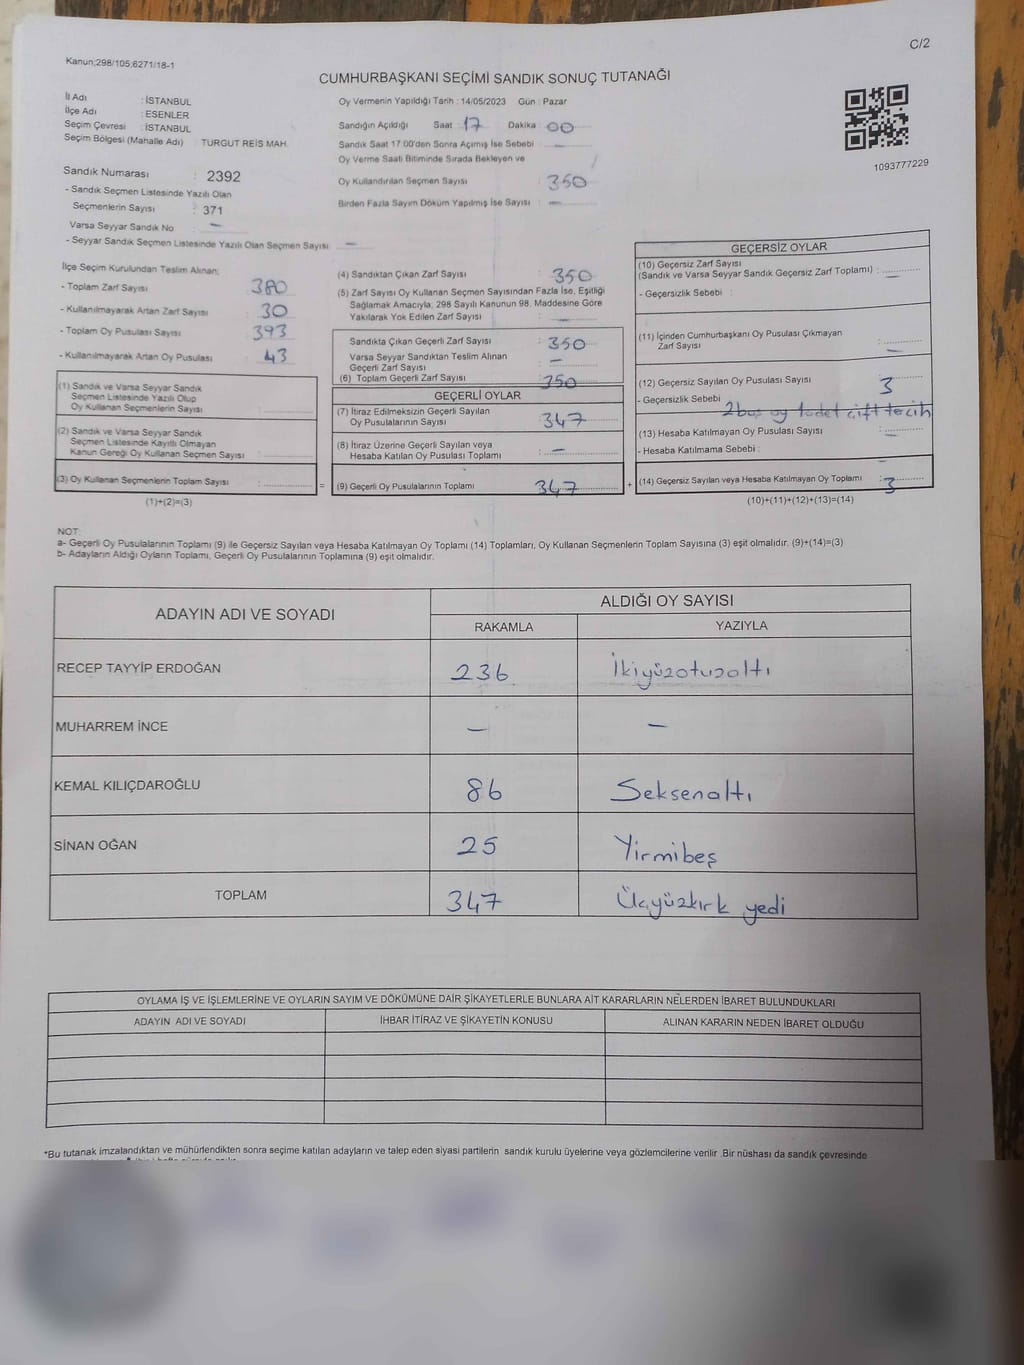 C/2
Kanun;298/105;6271/18-1
CUMHURBAŞKANI SEÇİMİ SANDIK SONUÇ TUTANAĞI
İl Adı : İSTANBUL
İlçe Adı : ESENLER
Seçim Çevresi : İSTANBUL
Seçim Bölgesi (Mahalle Adı) : TURGUT REİS MAH.
Sandık Numarası : 2392
- Sandık Seçmen Listesinde Yazılı Olan
Seçmenlerin Sayısı : 371
Varsa Seyyar Sandık No –
- Seyyar Sandık Seçmen Listesinde Yazılı Olan Seçmen Sayısı : –
Oy Vermenin Yapıldığı Tarih : 14/05/2023 Gün : Pazar
Sandığın Açıldığı Saat : 17 Dakika : 00
Sandık Saat 17:00'den Sonra Açımış İse Sebebi : –
Oy Verme Saati Bitiminde Sırada Bekleyen ve
Oy Kullandırılan Seçmen Sayısı : 350
Birden Fazla Sayım Döküm Yapılmış İse Sayısı : –
1093777229
İlçe Seçim Kurulundan Teslim Alınan;
- Toplam Zarf Sayısı : 380
- Kullanılmayarak Artan Zarf Sayısı : 30
- Toplam Oy Pusulası Sayısı : 393
- Kullanılmayarak Artan Oy Pusulası : 43
(1) Sandık ve Varsa Seyyar Sandık
Seçmen Listesinde Yazılı Olup
Oy Kullanan Seçmenlerin Sayısı :
(2) Sandık ve Varsa Seyyar Sandık
Seçmen Listesinde Kayıtlı Olmayan
Kanun Gereği Oy Kullanan Seçmen Sayısı :
(3) Oy Kullanan Seçmenlerin Toplam Sayısı :
(1)+(2)=(3)
=
(4) Sandıktan Çıkan Zarf Sayısı : 350
(5) Zarf Sayısı Oy Kullanan Seçmen Sayısından Fazla İse, Eşitliği
Sağlamak Amacıyla; 298 Sayılı Kanunun 98. Maddesine Göre
Yakılarak Yok Edilen Zarf Sayısı : –
Sandıkta Çıkan Geçerli Zarf Sayısı : 350
Varsa Seyyar Sandıktan Teslim Alınan
Geçerli Zarf Sayısı : –
(6) Toplam Geçerli Zarf Sayısı : 350
GEÇERLİ OYLAR
(7) İtiraz Edilmeksizin Geçerli Sayılan
Oy Pusulalarının Sayısı : 347
(8) İtiraz Üzerine Geçerli Sayılan veya
Hesaba Katılan Oy Pusulası Toplamı : –
(9) Geçerli Oy Pusulalarının Toplamı : 347
+
GEÇERSİZ OYLAR
(10) Geçersiz Zarf Sayısı
(Sandık ve Varsa Seyyar Sandık Geçersiz Zarf Toplamı) : –
- Geçersizlik Sebebi :
(11) İçinden Cumhurbaşkanı Oy Pusulası Çıkmayan
Zarf Sayısı : –
(12) Geçersiz Sayılan Oy Pusulası Sayısı : 3
- Geçersizlik Sebebi 2 boş oy 1 adet çift tecih
(13) Hesaba Katılmayan Oy Pusulası Sayısı : –
- Hesaba Katılmama Sebebi : –
(14) Geçersiz Sayılan veya Hesaba Katılmayan Oy Toplamı : 3
(10)+(11)+(12)+(13)=(14)
NOT:
a- Geçerli Oy Pusulalarının Toplamı (9) ile Geçersiz Sayılan veya Hesaba Katılmayan Oy Toplamı (14) Toplamları, Oy Kullanan Seçmenlerin Toplam Sayısına (3) eşit olmalıdır. (9)+(14)=(3)
b- Adayların Aldığı Oyların Toplamı, Geçerli Oy Pusulalarının Toplamına (9) eşit olmalıdır.
ADAYIN ADI VE SOYADI ALDIĞI OY SAYISI
RAKAMLA YAZIYLA
RECEP TAYYİP ERDOĞAN 236 İkiyüzotuzaltı
MUHARREM İNCE – –
KEMAL KILIÇDAROĞLU 86 Seksenaltı
SİNAN OĞAN 25 Yirmibeş
TOPLAM 347 Üçyüzkırk yedi
OYLAMA İŞ VE İŞLEMLERİNE VE OYLARIN SAYIM VE DÖKÜMÜNE DAİR ŞİKAYETLERLE BUNLARA AİT KARARLARIN NELERDEN İBARET BULUNDUKLARI
ADAYIN ADI VE SOYADI İHBAR İTİRAZ VE ŞİKAYETİN KONUSU ALINAN KARARIN NEDEN İBARET OLDUĞU
*Bu tutanak imzalandıktan ve mühürlendikten sonra seçime katılan adayların ve talep eden siyasi partilerin sandık kurulu üyelerine veya gözlemcilerine verilir .Bir nüshası da sandık çevresinde